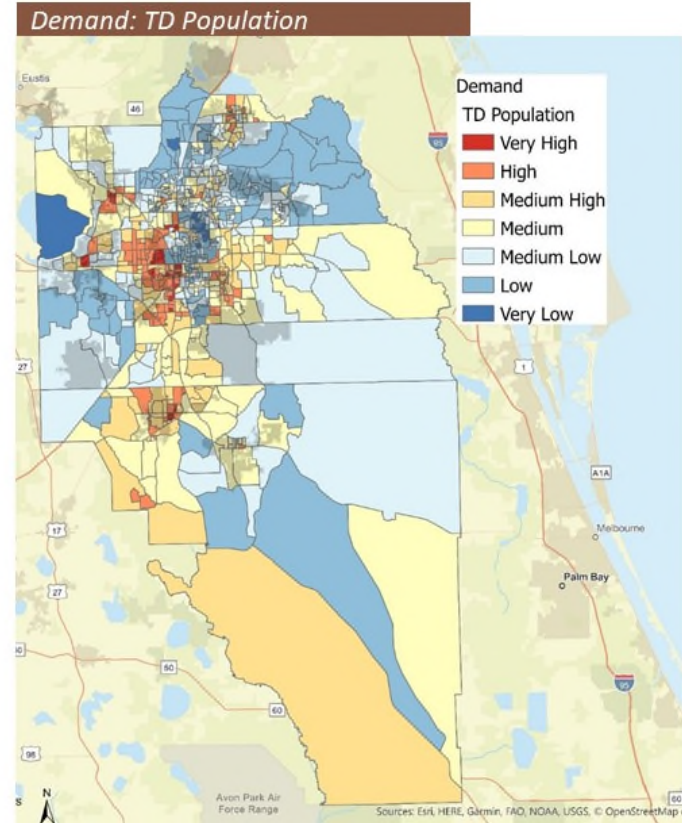 Demand: TD Population
Eustis
46
95
Demand
TD Population
Very High
High
Medium High
Medium
Medium Low
Low
Very Low
27
1
A1A
17
Melbourne
27
Palm Bay
60
60
95
60
98
Avon Park Air
Force Range
N
60
Sources: Esri, HERE, Garmin, FAO, NOAA, USGS, © OpenStreetMap